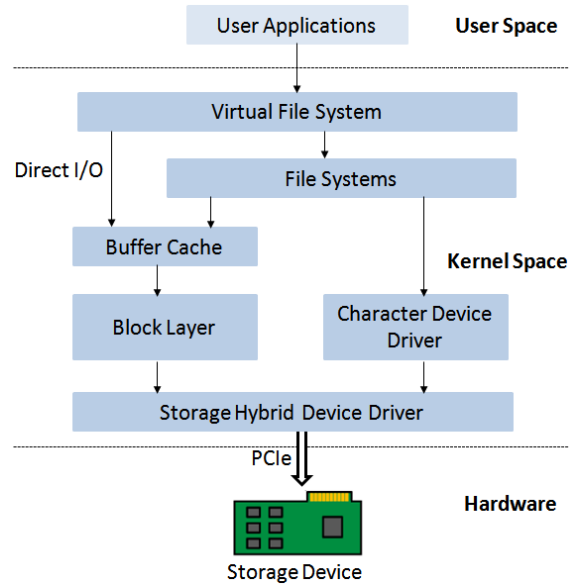 User Applications
User Space
Virtual File System
Direct I/O
File Systems
Buffer Cache
Kernel Space
Block Layer
Character Device
Driver
Storage Hybrid Device Driver
PCIe
Hardware
Storage Device